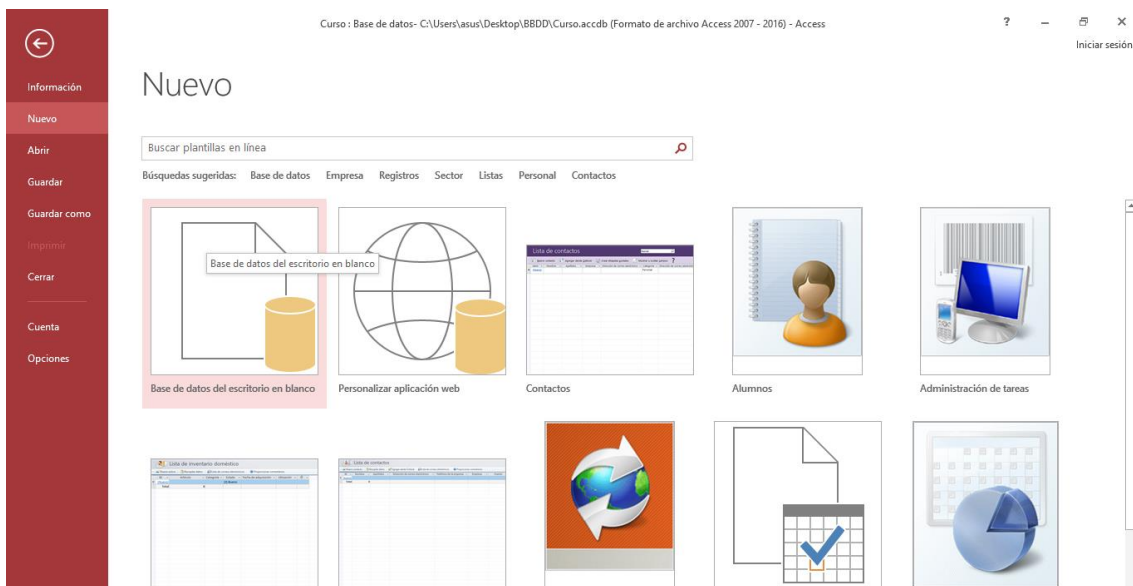 Curso : Base de datos- C:\Users\asus\Desktop\BBDD\Curso.accdb (Formato de archivo Access 2007 - 2016) - Access
?
Iniciar sesión
Información
Nuevo
Abrir
Guardar
Guardar como
Imprimir
Cerrar
Cuenta
Opciones
Nuevo
Buscar plantillas en línea
Búsquedas sugeridas: Base de datos Empresa Registros Sector Listas Personal Contactos
Base de datos del escritorio en blanco
Lista de contactos
Base de datos del escritorio en blanco
Personalizar aplicación web
Contactos
Alumnos
Administración de tareas
Lista de inventario doméstico
Lista de contactos